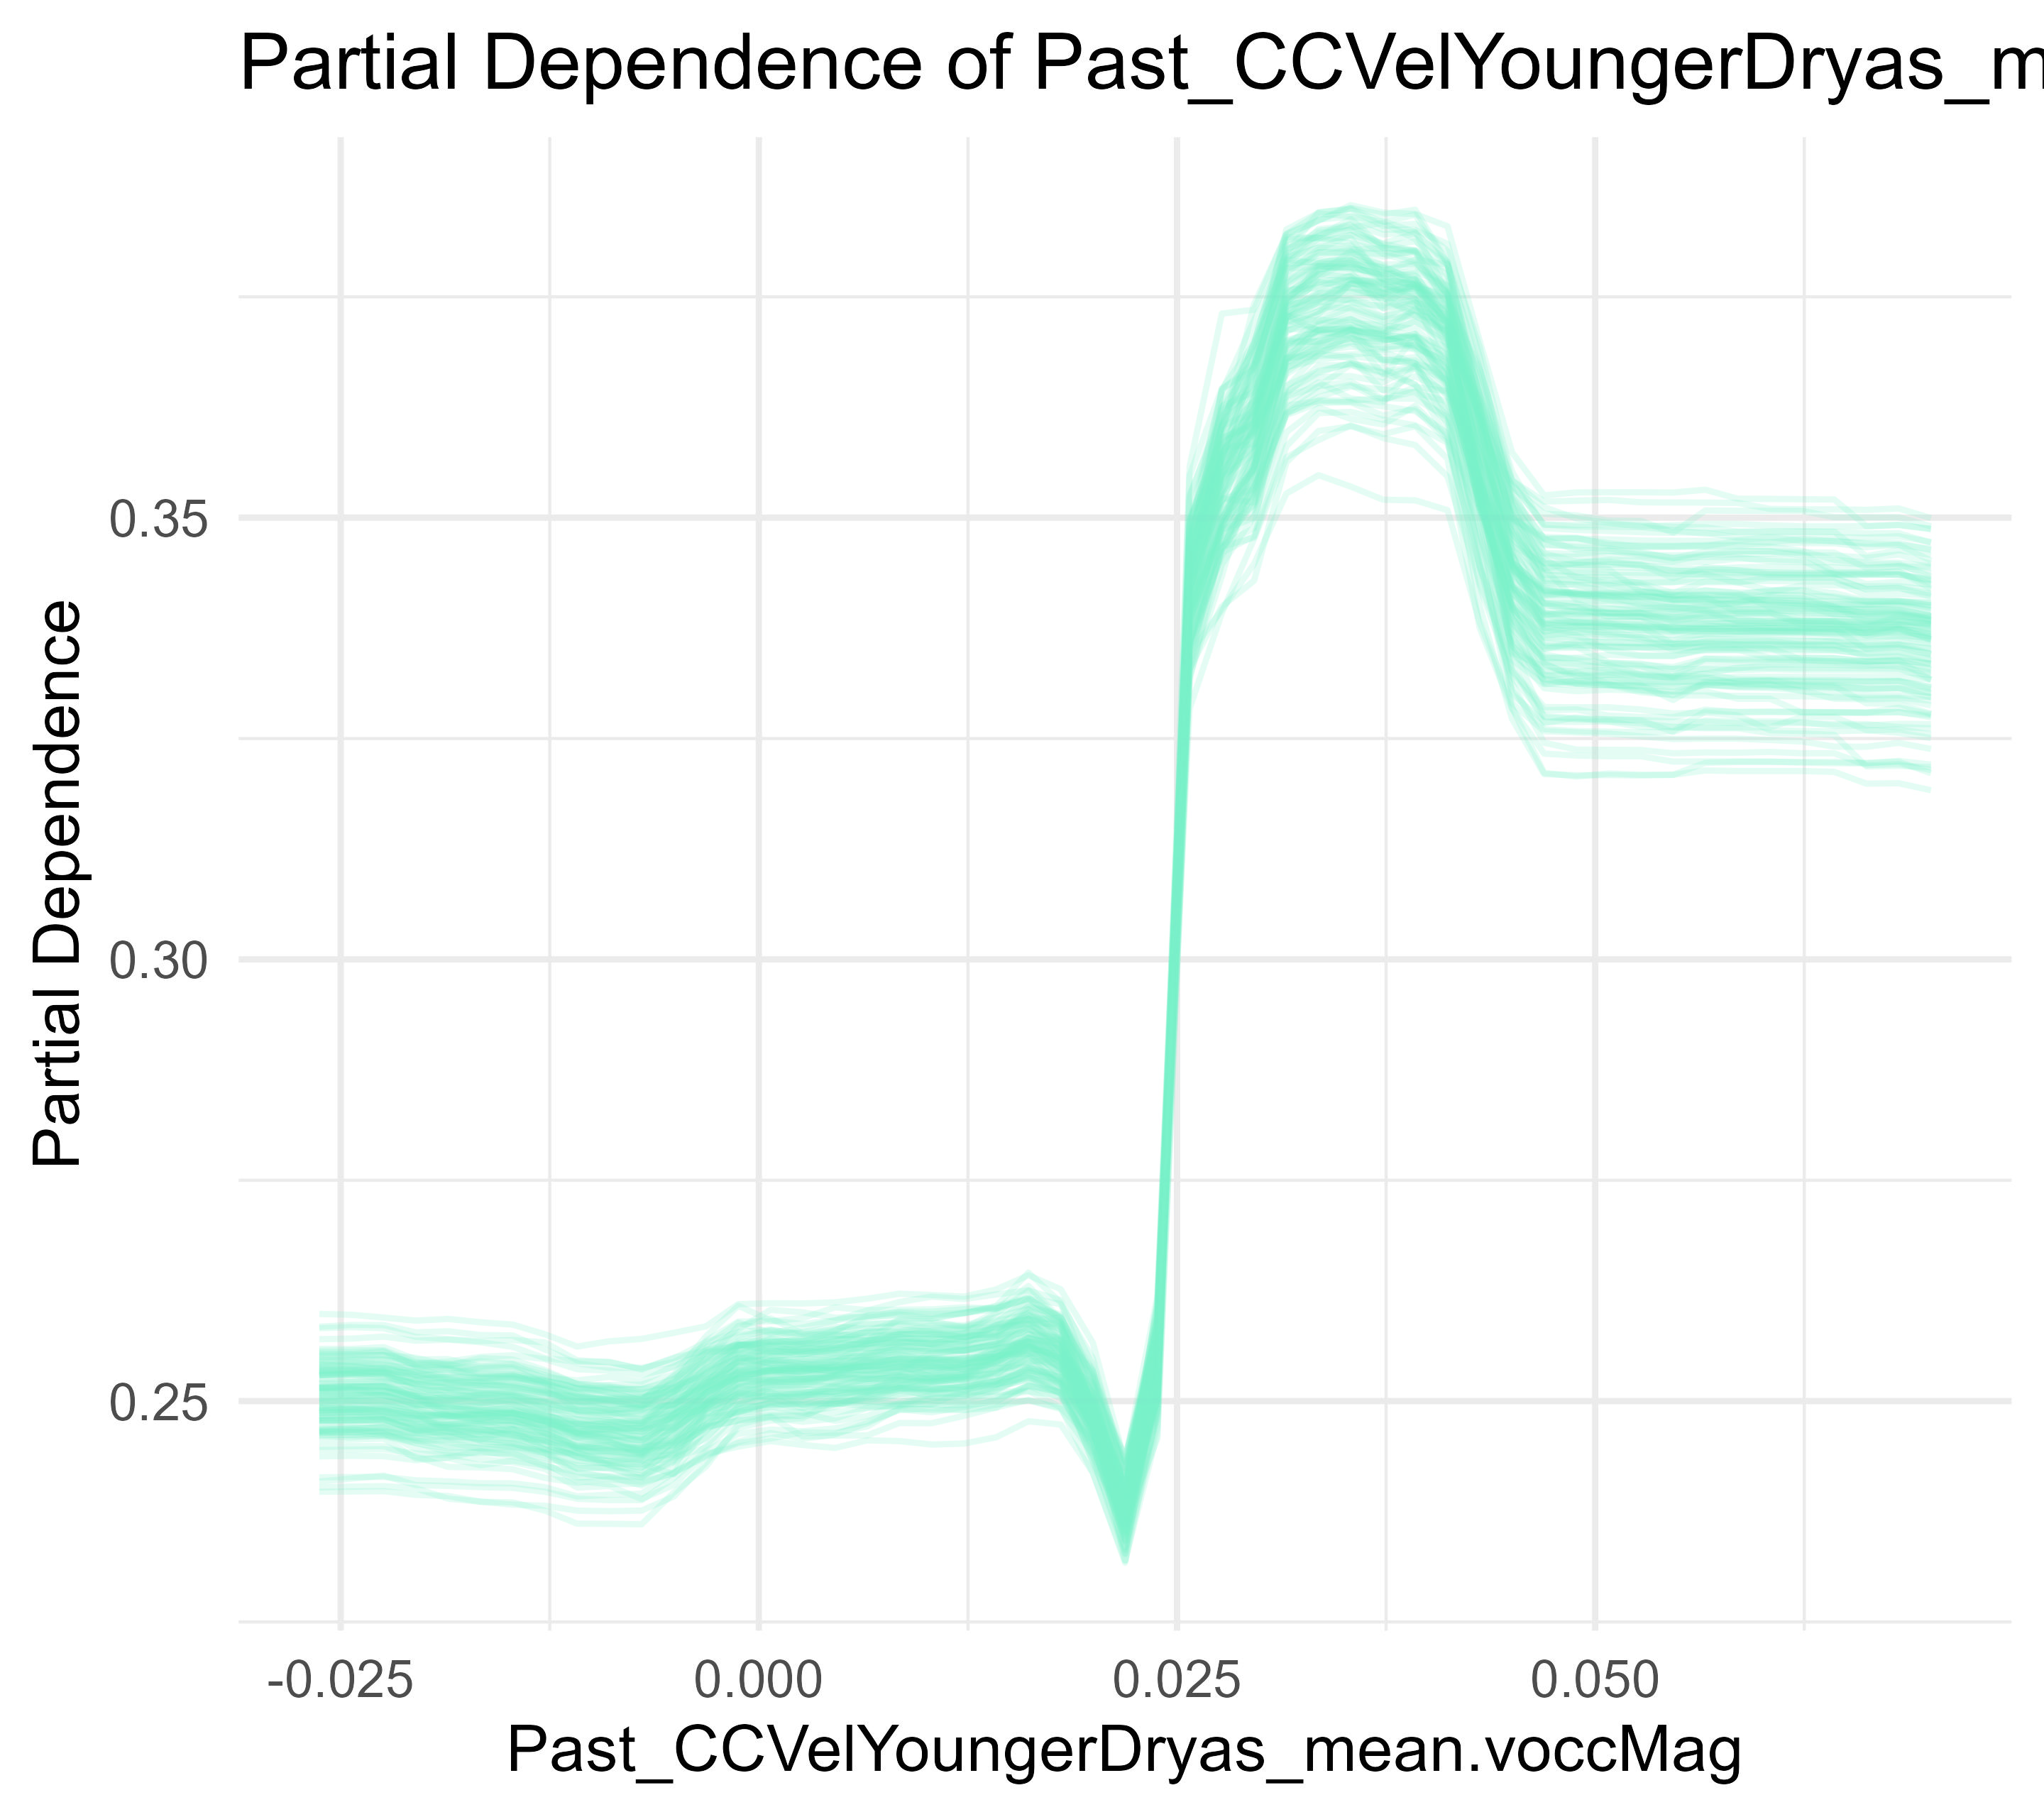 Partial Dependence of Past_CCVelYoungerDryas_m
Partial Dependence
0.35
0.30
0.25
-0.025
0.000
0.025
0.050
Past_CCVelYoungerDryas_mean.voccMag